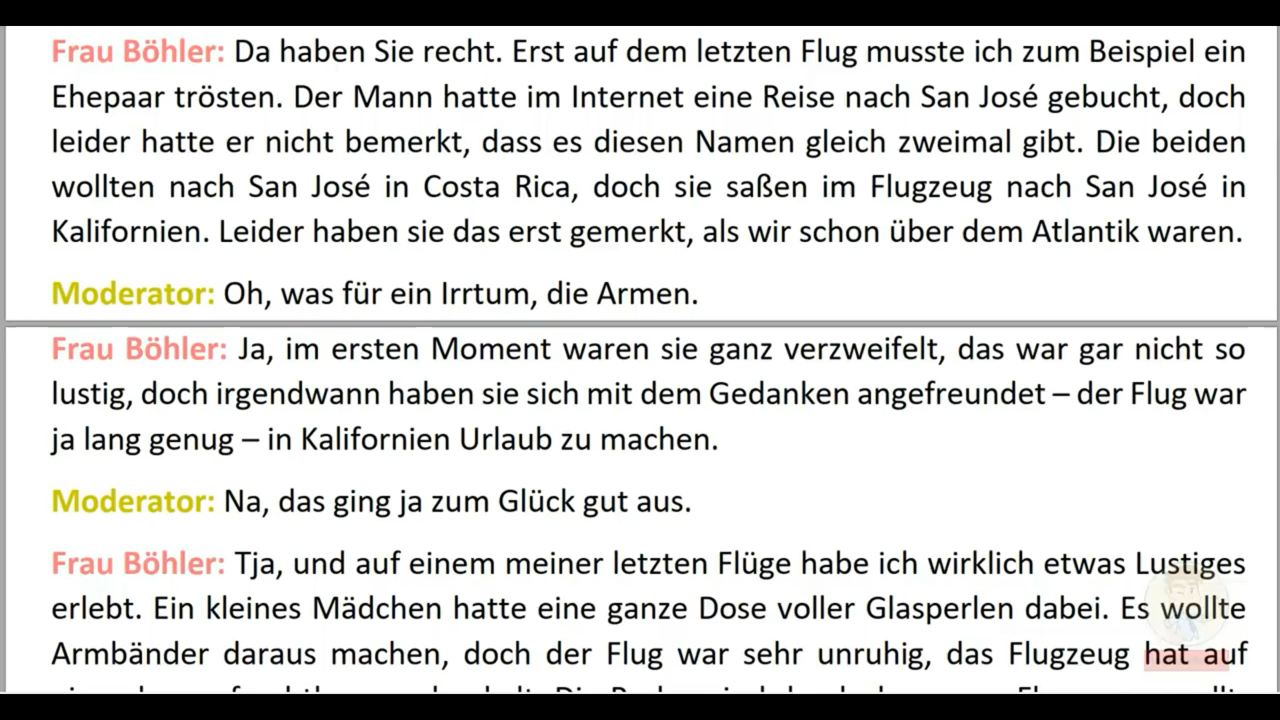 Frau Böhler: Da haben Sie recht. Erst auf dem letzten Flug musste ich zum Beispiel ein
Ehepaar trösten. Der Mann hatte im Internet eine Reise nach San José gebucht, doch
leider hatte er nicht bemerkt, dass es diesen Namen gleich zweimal gibt. Die beiden
wollten nach San José in Costa Rica, doch sie saßen im Flugzeug nach San José in
Kalifornien. Leider haben sie das erst gemerkt, als wir schon über dem Atlantik waren.
Moderator: Oh, was für ein Irrtum, die Armen.
Frau Böhler: Ja, im ersten Moment waren sie ganz verzweifelt, das war gar nicht so
lustig, doch irgendwann haben sie sich mit dem Gedanken angefreundet – der Flug war
ja lang genug – in Kalifornien Urlaub zu machen.
Moderator: Na, das ging ja zum Glück gut aus.
Frau Böhler: Tja, und auf einem meiner letzten Flüge habe ich wirklich etwas Lustiges
erlebt. Ein kleines Mädchen hatte eine ganze Dose voller Glasperlen dabei. Es wollte
Armbänder daraus machen, doch der Flug war sehr unruhig, das Flugzeug hat auf